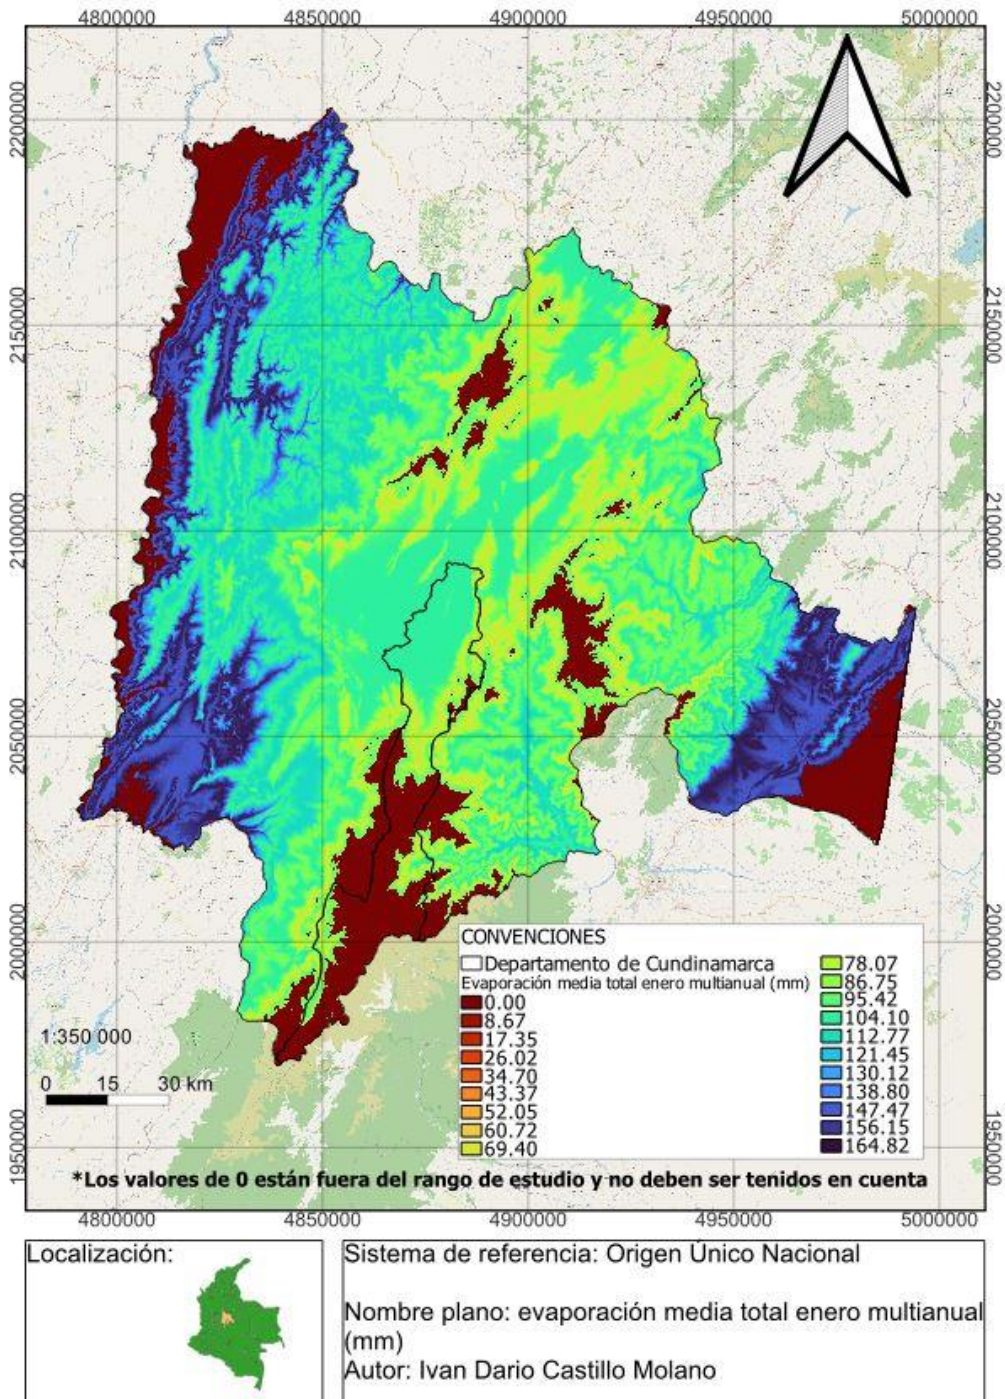 4800000 4850000 4900000 4950000 5000000
2200000 2200000
2150000 2150000
2100000 2100000
2050000 2050000
2000000 2000000
1950000 1950000
CONVENCIONES
Departamento de Cundinamarca
Evaporación media total enero multianual (mm)
0.00
8.67
17.35
26.02
34.70
43.37
52.05
60.72
69.40
78.07
86.75
95.42
104.10
112.77
121.45
130.12
138.80
147.47
156.15
164.82
1:350 000
0 15 30 km
*Los valores de 0 están fuera del rango de estudio y no deben ser tenidos en cuenta
4800000 4850000 4900000 4950000 5000000
Localización:
Sistema de referencia: Origen Único Nacional
Nombre plano: evaporación media total enero multianual
(mm)
Autor: Ivan Dario Castillo Molano